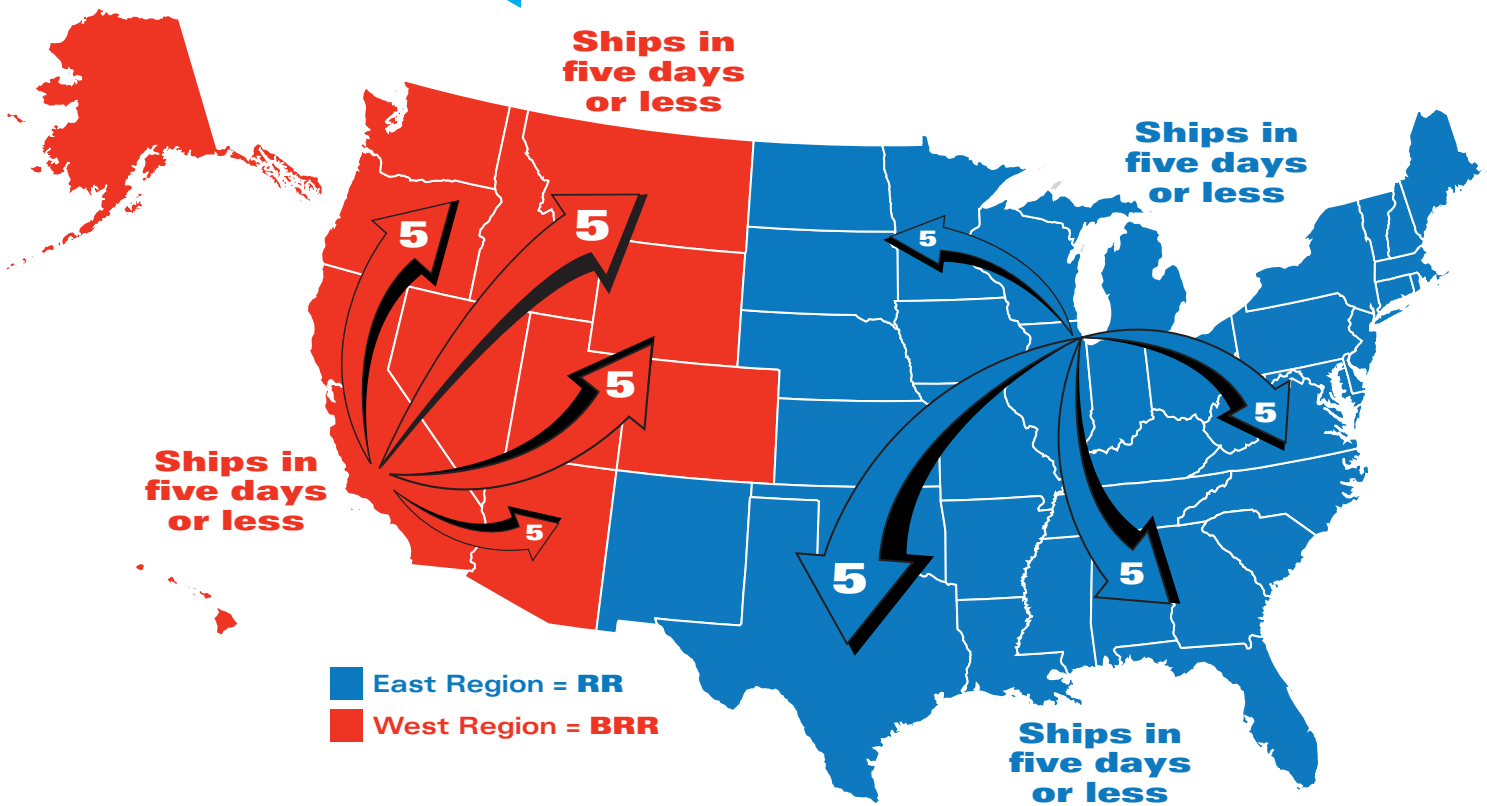 Ships in
five days
or less
Ships in
five days
or less
5
5
5
5
5
5
Ships in
five days
or less
5
5
5
East Region = RR
West Region = BRR
Ships in
five days
or less